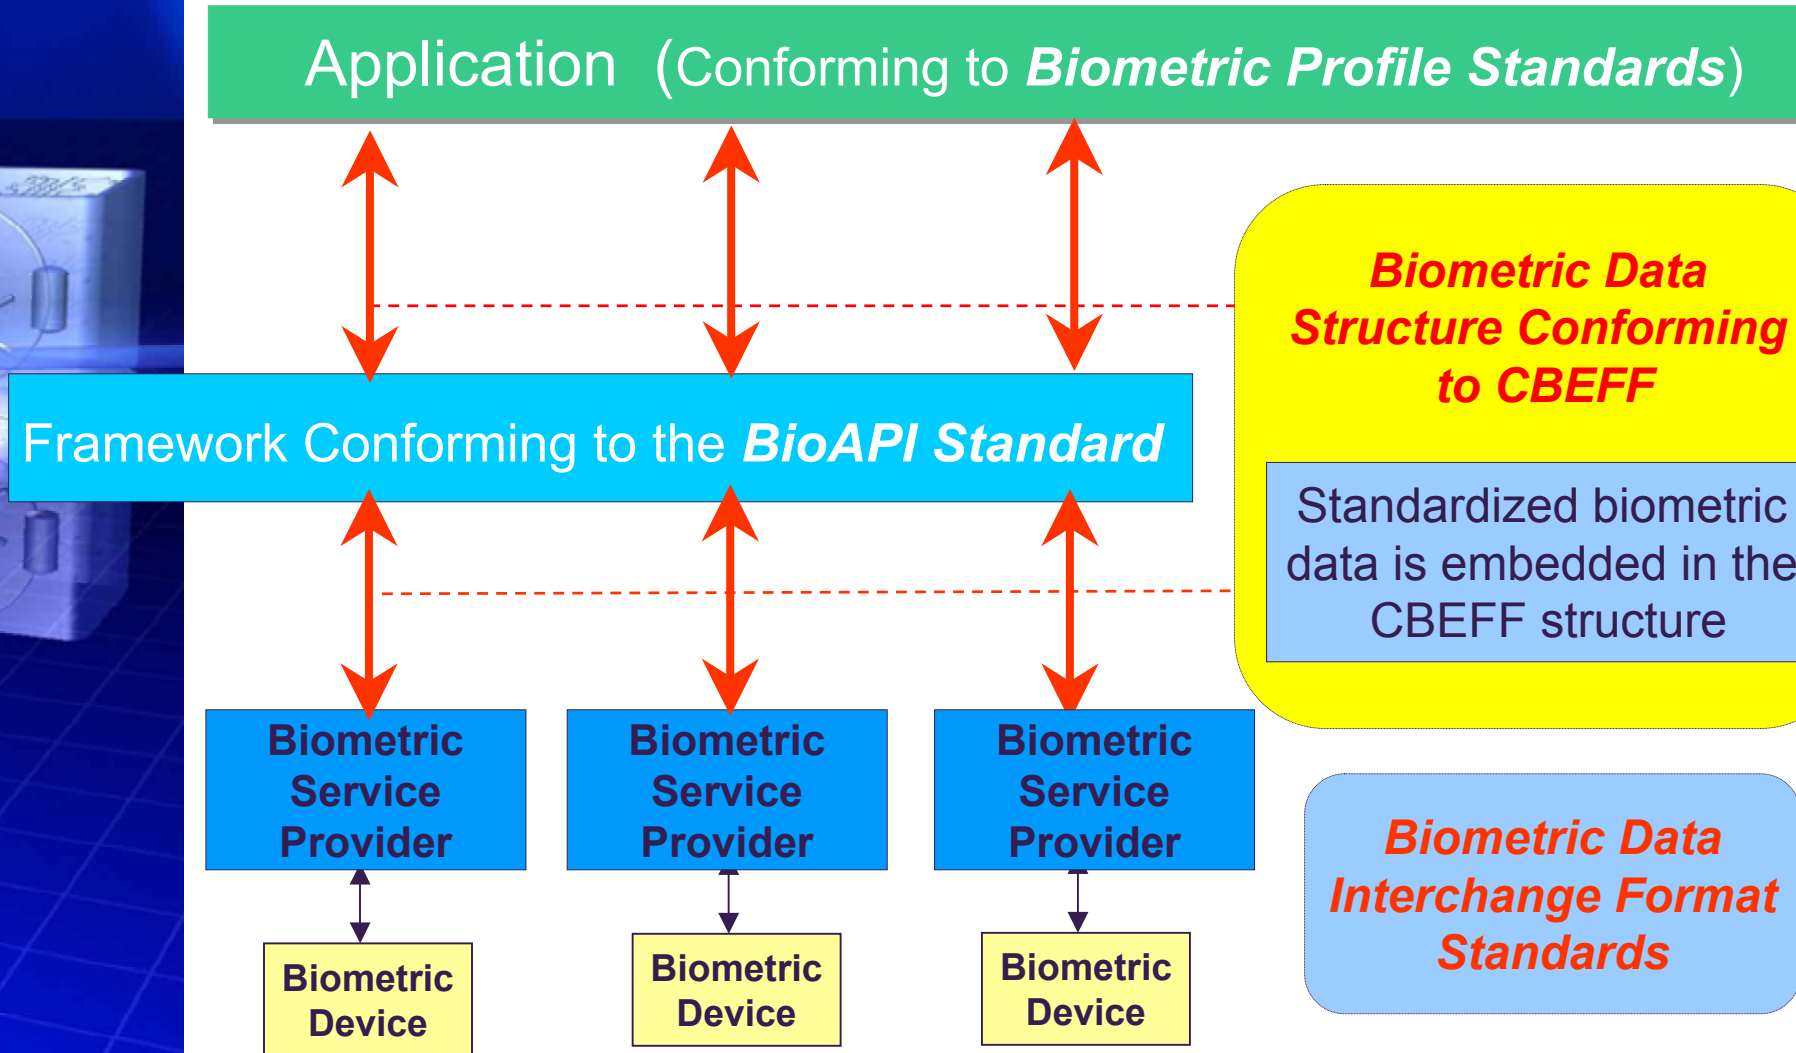 Application (Conforming to Biometric Profile Standards)
Biometric Data
Structure Conforming
to CBEFF
Framework Conforming to the BioAPI Standard
Standardized biometric
data is embedded in the
CBEFF structure
Biometric
Service
Provider
Biometric
Service
Provider
Biometric
Service
Provider
Biometric Data
Interchange Format
Standards
Biometric
Device
Biometric
Device
Biometric
Device